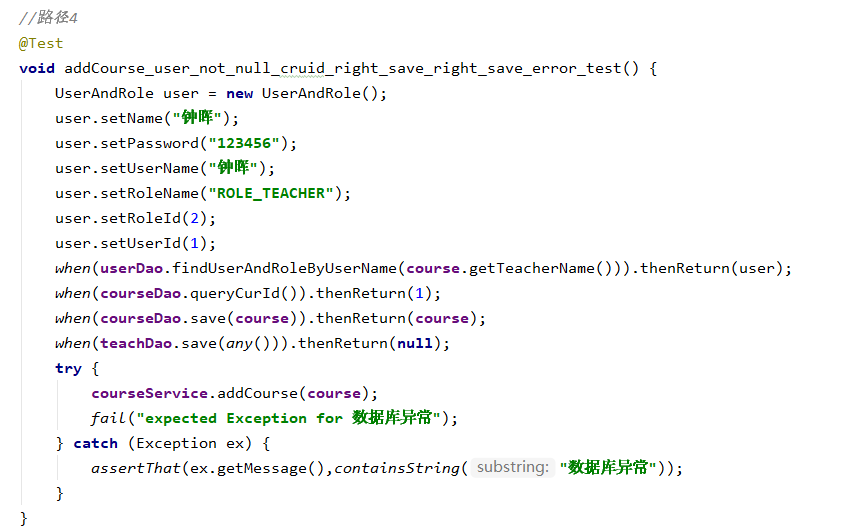 //路径4
@Test
void addCourse_user_not_null_cruid_right_save_right_save_error_test() {
UserAndRole user = new UserAndRole();
user.setName("钟晖");
user.setPassword("123456");
user.setUserName("钟晖");
user.setRoleName("ROLE_TEACHER");
user.setRoleId(2);
user.setUserId(1);
when(userDao.findUserAndRoleByUserName(course.getTeacherName())).thenReturn(user);
when(courseDao.queryCurId()).thenReturn(1);
when(courseDao.save(course)).thenReturn(course);
when(teachDao.save(any())).thenReturn(null);
try {
courseService.addCourse(course);
fail("expected Exception for 数据库异常");
} catch (Exception ex) {
assertThat(ex.getMessage(),containsString( substring: "数据库异常"));
}
}